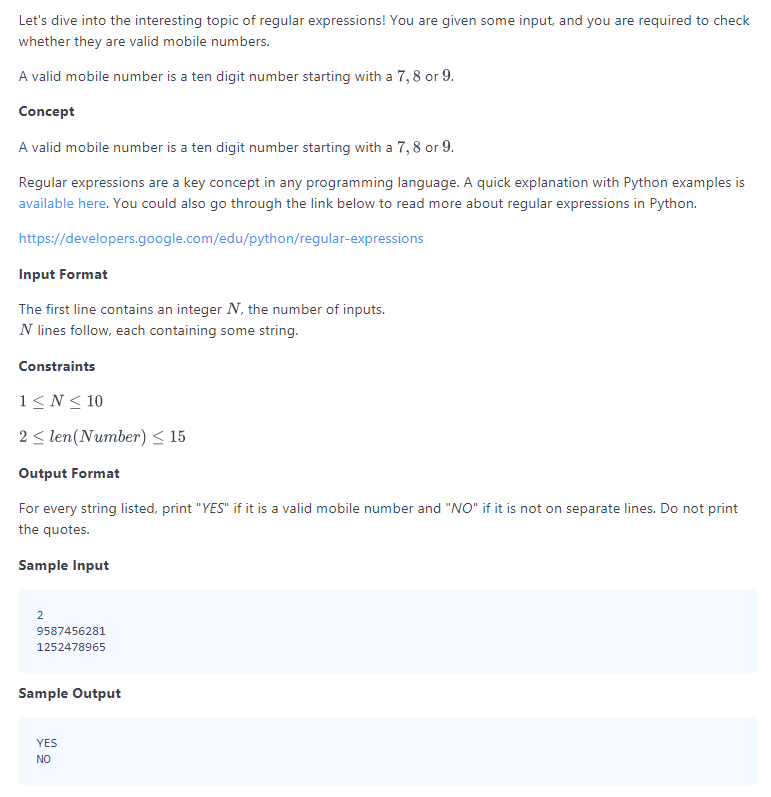 Let's dive into the interesting topic of regular expressions! You are given some input, and you are required to check
whether they are valid mobile numbers.
A valid mobile number is a ten digit number starting with a 7, 8 or 9.
Concept
A valid mobile number is a ten digit number starting with a 7, 8 or 9.
Regular expressions are a key concept in any programming language. A quick explanation with Python examples is
available here. You could also go through the link below to read more about regular expressions in Python.
https://developers.google.com/edu/python/regular-expressions
Input Format
The first line contains an integer N, the number of inputs.
N lines follow, each containing some string.
Constraints
1 ≤ N ≤ 10
2 ≤ len(Number) ≤ 15
Output Format
For every string listed, print "YES" if it is a valid mobile number and "NO" if it is not on separate lines. Do not print
the quotes.
Sample Input
2
9587456281
1252478965
Sample Output
YES
NO